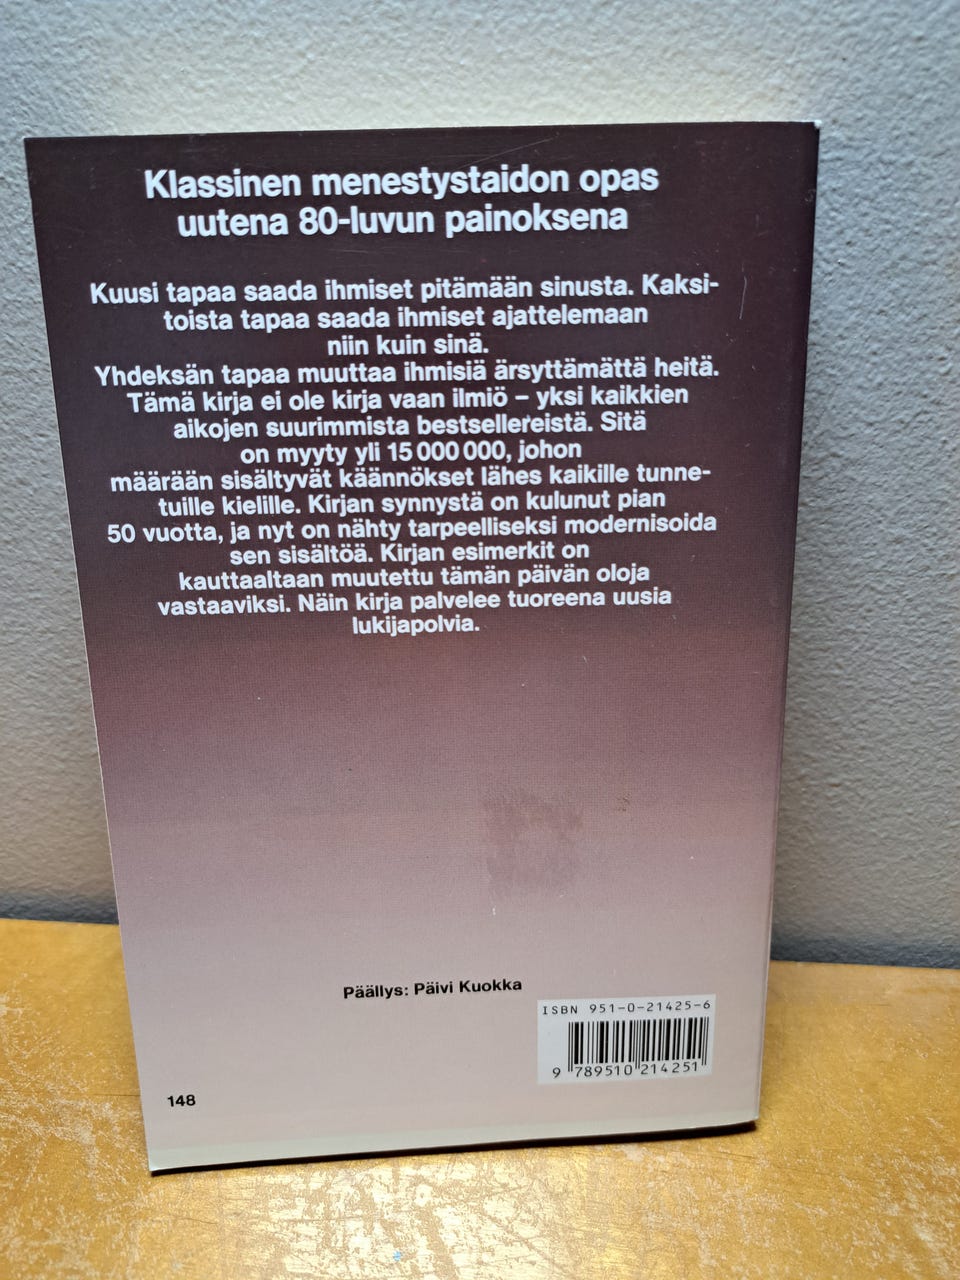 Klassinen menestystaidon opas
uutena 80-luvun painoksena
Kuusi tapaa saada ihmiset pitämään sinusta. Kaksi-
toista tapaa saada ihmiset ajattelemaan
niin kuin sinä.
Yhdeksän tapaa muuttaa ihmisiä ärsyttämättä heitä.
Tämä kirja ei ole kirja vaan ilmiö – yksi kaikkien
aikojen suurimmista bestsellereistä. Sitä
on myyty yli 15 000 000, johon
määrään sisältyvät käännökset lähes kaikille tunne-
tuille kielille. Kirjan synnystä on kulunut pian
50 vuotta, ja nyt on nähty tarpeelliseksi modernisoida
sen sisältöä. Kirjan esimerkit on
kauttaaltaan muutettu tämän päivän oloja
vastaaviksi. Näin kirja palvelee tuoreena uusia
lukijapolvia.
Päällys: Päivi Kuokka
ISBN 951-0-21425-6
9 789510 214251
148